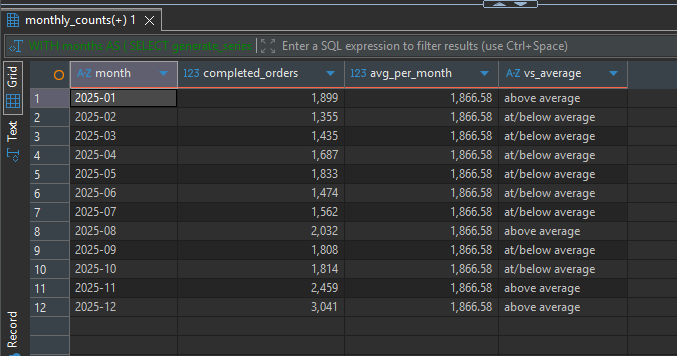 monthly_counts(+) 1
WITH months AS ( SELECT generate_series Enter a SQL expression to filter results (use Ctrl+Space)
Grid
Text
Record
A-Z month 123 completed_orders 123 avg_per_month A-Z vs_average
1 2025-01 1,899 1,866.58 above average
2 2025-02 1,355 1,866.58 at/below average
3 2025-03 1,435 1,866.58 at/below average
4 2025-04 1,687 1,866.58 at/below average
5 2025-05 1,833 1,866.58 at/below average
6 2025-06 1,474 1,866.58 at/below average
7 2025-07 1,562 1,866.58 at/below average
8 2025-08 2,032 1,866.58 above average
9 2025-09 1,808 1,866.58 at/below average
10 2025-10 1,814 1,866.58 at/below average
11 2025-11 2,459 1,866.58 above average
12 2025-12 3,041 1,866.58 above average